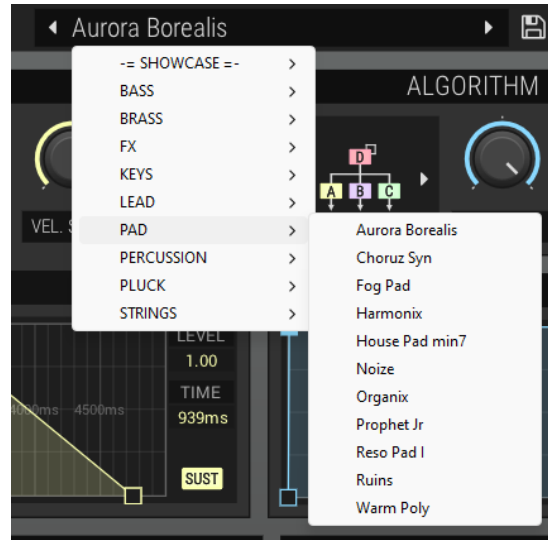 Aurora Borealis
-= SHOWCASE =-
BASS
BRASS
FX
KEYS
LEAD
PAD
PERCUSSION
PLUCK
STRINGS
ALGORITHM
D
A B C
VEL.
Aurora Borealis
Choruz Syn
Fog Pad
Harmonix
House Pad min7
Noize
Organix
Prophet Jr
Reso Pad I
Ruins
Warm Poly
LEVEL
1.00
TIME
939ms
4000ms 4500ms
SUST